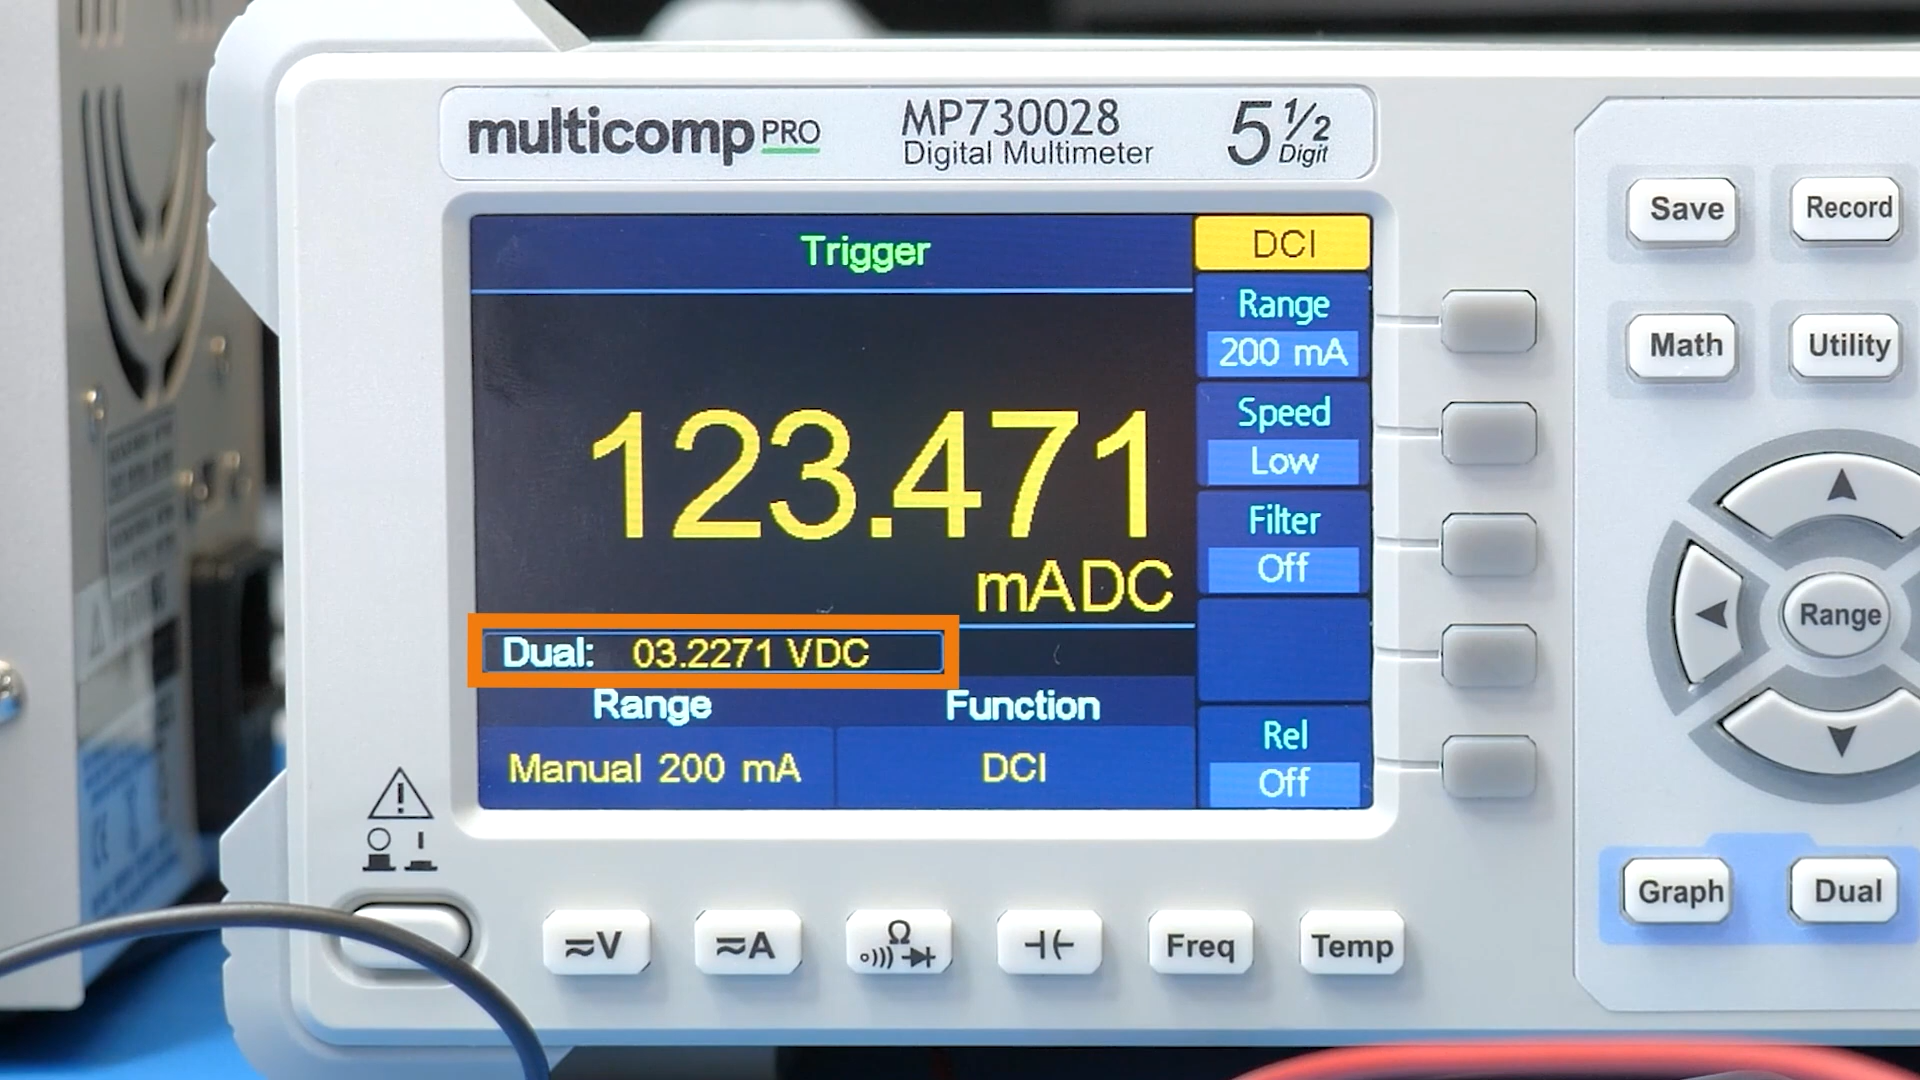 multicomp PRO
MP730028
Digital Multimeter
5 1/2 Digit
Trigger
DCI
Range
200 mA
Speed
Low
Filter
Off
Rel
Off
123.471
mADC
Dual: 03.2271 VDC
Range Function
Manual 200 mA DCI
Save Record
Math Utility
Range
Graph Dual
V
A
Ω
Freq
Temp